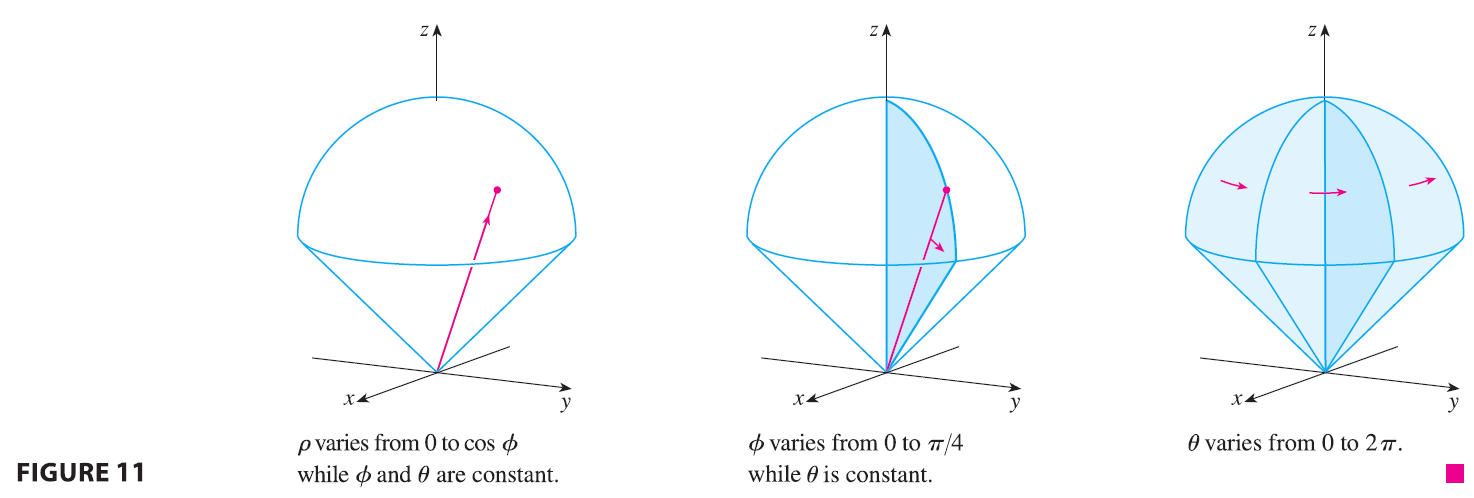 z
x
y
ρ varies from 0 to cos ϕ
while ϕ and θ are constant.
z
x
y
ϕ varies from 0 to π/4
while θ is constant.
z
x
y
θ varies from 0 to 2π.
FIGURE 11